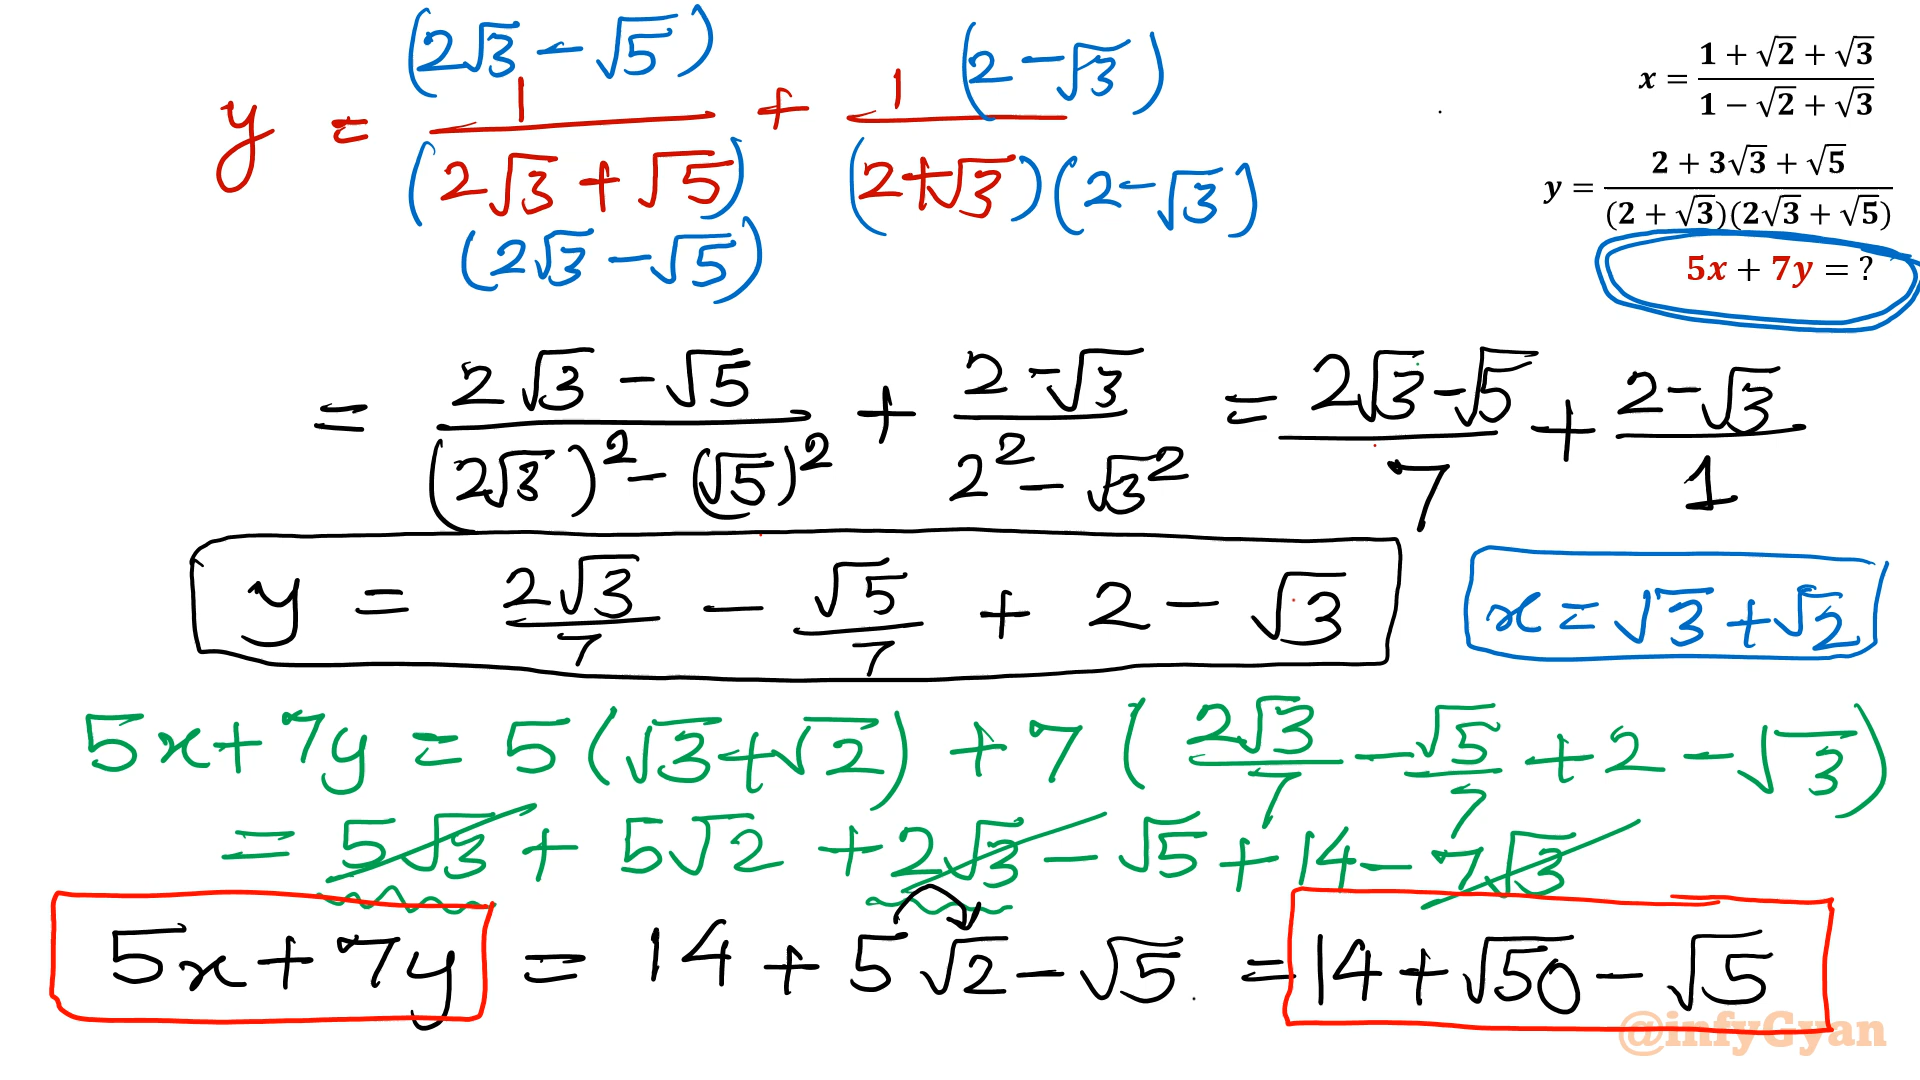 x = (1 + √2 + √3)/(1 − √2 + √3)
y = (2 + 3√3 + √5)/((2 + √3)(2√3 + √5))
5x + 7y = ?
y = 1(2√3 − √5)/((2√3 + √5)(2√3 − √5)) + 1(2 − √3)/((2 + √3)(2 − √3))
= (2√3 − √5)/((2√3)² − (√5)²) + (2 − √3)/(2² − √3²) = (2√3 − √5)/7 + (2 − √3)/1
y = 2√3/7 − √5/7 + 2 − √3
x = √3 + √2
5x + 7y = 5(√3 + √2) + 7(2√3/7 − √5/7 + 2 − √3)
= 5√3 + 5√2 + 2√3 − √5 + 14 − 7√3
5x + 7y = 14 + 5√2 − √5 = 14 + √50 − √5
@infyGyan